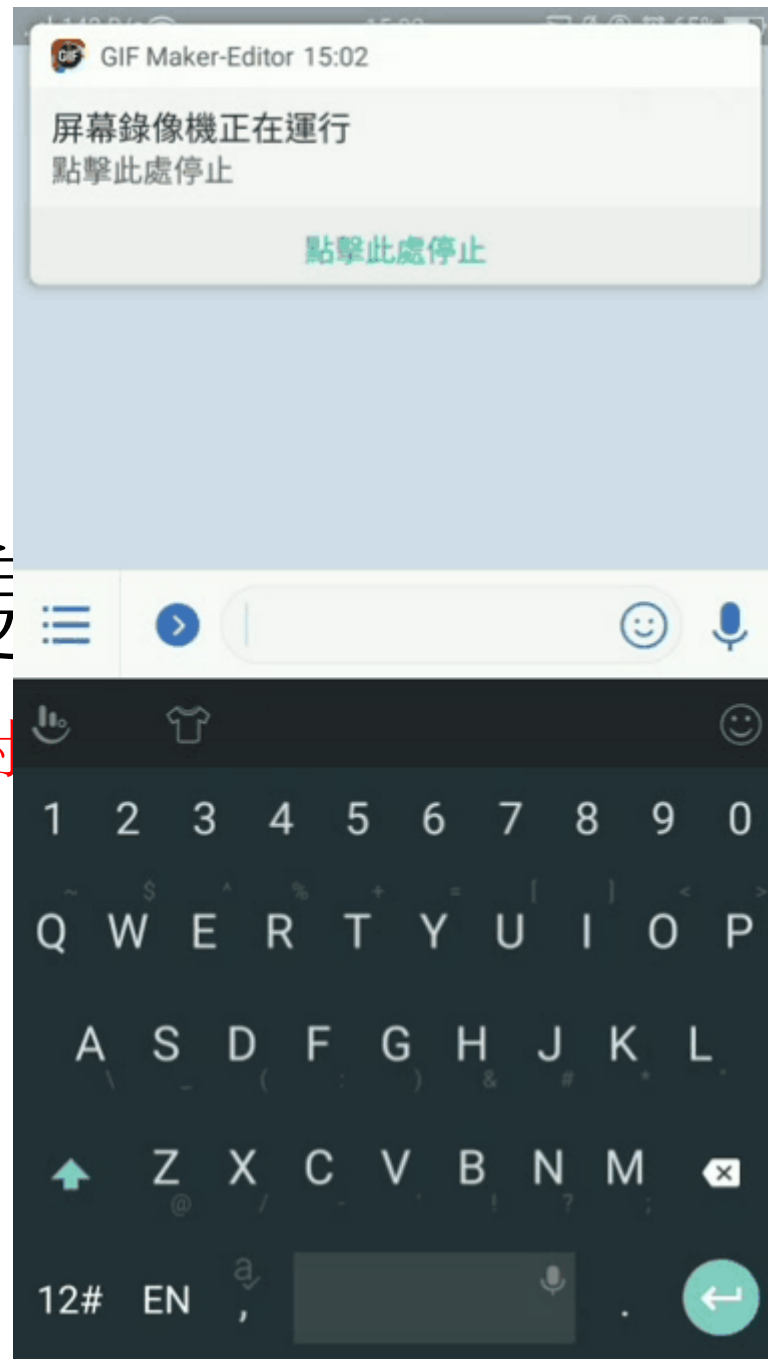 GIF Maker-Editor 15:02
屏幕錄像機正在運行
點擊此處停止
點擊此處停止
1 2 3 4 5 6 7 8 9 0
~ $ ^ % + = [ ] < >
Q W E R T Y U I O P
A S D F G H J K L
\ _ ( : ) & # *
Z X C V B N M
@ / - ' ! ? ;
12# EN , .